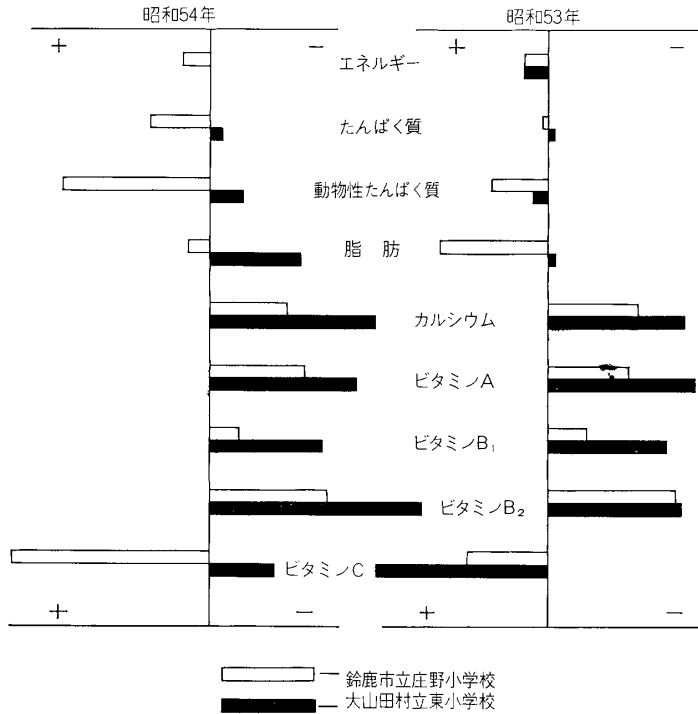 昭和54年
昭和53年
+
−
+
−
エネルギー
たんぱく質
動物性たんぱく質
脂 肪
カルシウム
ビタミンA
ビタミンB₁
ビタミンB₂
ビタミンC
+
−
+
−
鈴鹿市立庄野小学校
大山田村立東小学校